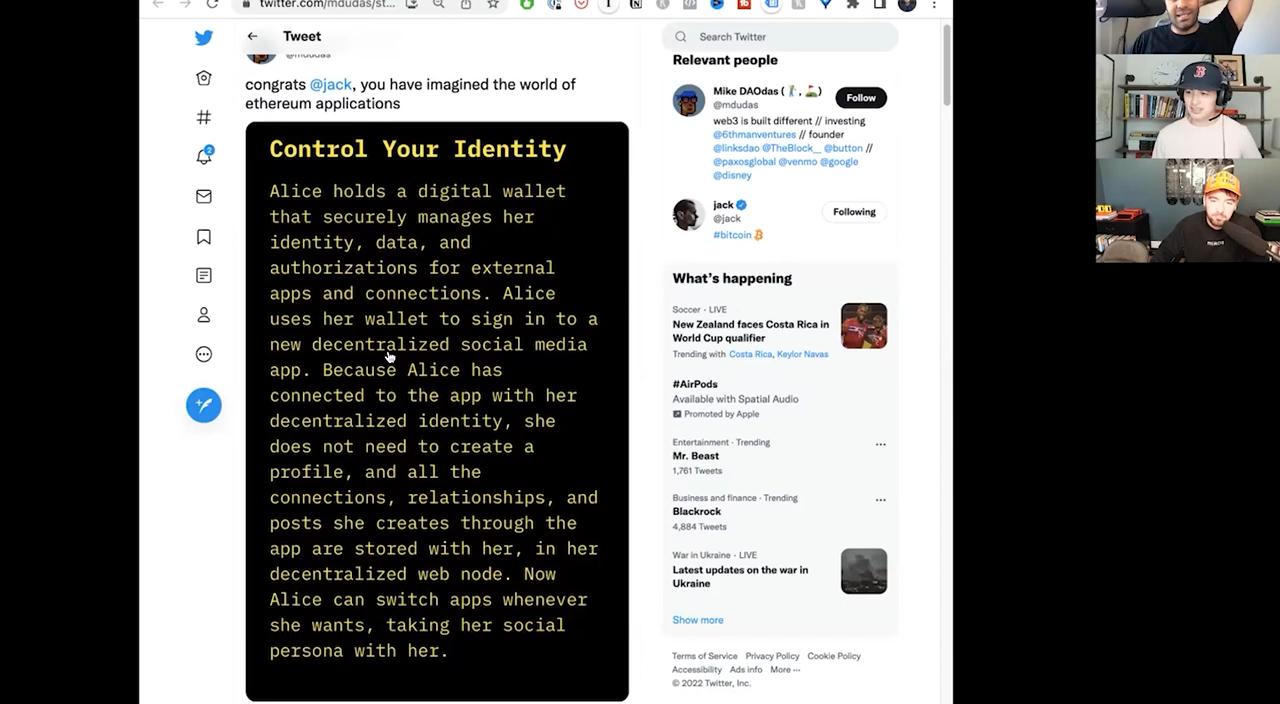 twitter.com/mdudas/st...
Tweet
@mdudas
congrats @jack, you have imagined the world of
ethereum applications
Control Your Identity
Alice holds a digital wallet
that securely manages her
identity, data, and
authorizations for external
apps and connections. Alice
uses her wallet to sign in to a
new decentralized social media
app. Because Alice has
connected to the app with her
decentralized identity, she
does not need to create a
profile, and all the
connections, relationships, and
posts she creates through the
app are stored with her, in her
decentralized web node. Now
Alice can switch apps whenever
she wants, taking her social
persona with her.
2
Search Twitter
Relevant people
Mike DAOdas (🏌️, ⛳)
@mdudas
Follow
web3 is built different // investing
@6thmanventures // founder
@linksdao @TheBlock__ @button //
@paxosglobal @venmo @google
@disney
jack
@jack
Following
#bitcoin
What's happening
Soccer · LIVE
New Zealand faces Costa Rica in
World Cup qualifier
Trending with Costa Rica, Keylor Navas
#AirPods
Available with Spatial Audio
Promoted by Apple
Entertainment · Trending
Mr. Beast
1,761 Tweets
Business and finance · Trending
Blackrock
4,884 Tweets
War in Ukraine · LIVE
Latest updates on the war in
Ukraine
Show more
Terms of Service Privacy Policy Cookie Policy
Accessibility Ads info More ···
© 2022 Twitter, Inc.
B